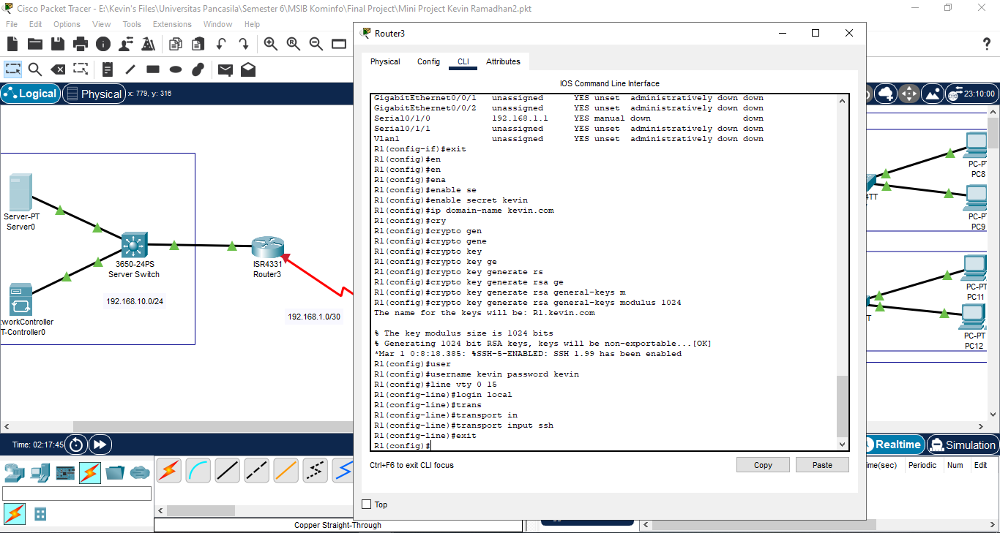 Cisco Packet Tracer - E:\Kevin's Files\Universitas Pancasila\Semester 6\MSIB Kominfo\Final Project\Mini Project Kevin Ramadhan2.pkt
File Edit Options View Tools Extensions Window Help
Logical Physical x: 779, y: 316
23:10:00
Server-PT
Server0
3650-24PS
Server Switch
ISR4331
Router3
192.168.10.0/24
192.168.1.0/30
tworkController
T-Controller0
Router3
Physical Config CLI Attributes
IOS Command Line Interface
GigabitEthernet0/0/1 unassigned YES unset administratively down down
GigabitEthernet0/0/2 unassigned YES unset administratively down down
Serial0/1/0 192.168.1.1 YES manual down down
Serial0/1/1 unassigned YES unset administratively down down
Vlan1 unassigned YES unset administratively down down
R1(config-if)#exit
R1(config)#en
R1(config)#en
R1(config)#ena
R1(config)#enable se
R1(config)#enable secret kevin
R1(config)#ip domain-name kevin.com
R1(config)#cry
R1(config)#crypto gen
R1(config)#crypto gene
R1(config)#crypto key
R1(config)#crypto key ge
R1(config)#crypto key generate rs
R1(config)#crypto key generate rsa ge
R1(config)#crypto key generate rsa general-keys m
R1(config)#crypto key generate rsa general-keys modulus 1024
The name for the keys will be: R1.kevin.com
% The key modulus size is 1024 bits
% Generating 1024 bit RSA keys, keys will be non-exportable...[OK]
*Mar 1 0:8:18.385: %SSH-5-ENABLED: SSH 1.99 has been enabled
R1(config)#user
R1(config)#username kevin password kevin
R1(config)#line vty 0 15
R1(config-line)#login local
R1(config-line)#trans
R1(config-line)#transport in
R1(config-line)#transport input ssh
R1(config-line)#exit
R1(config)#
Ctrl+F6 to exit CLI focus
Copy Paste
Top
PC-PT
PC8
PC-P
PC9
PC-PT
PC11
PC-PT
PC12
4TT
T
Time: 02:17:45
Realtime Simulation
ime(sec) Periodic Num Edit
Copper Straight-Through